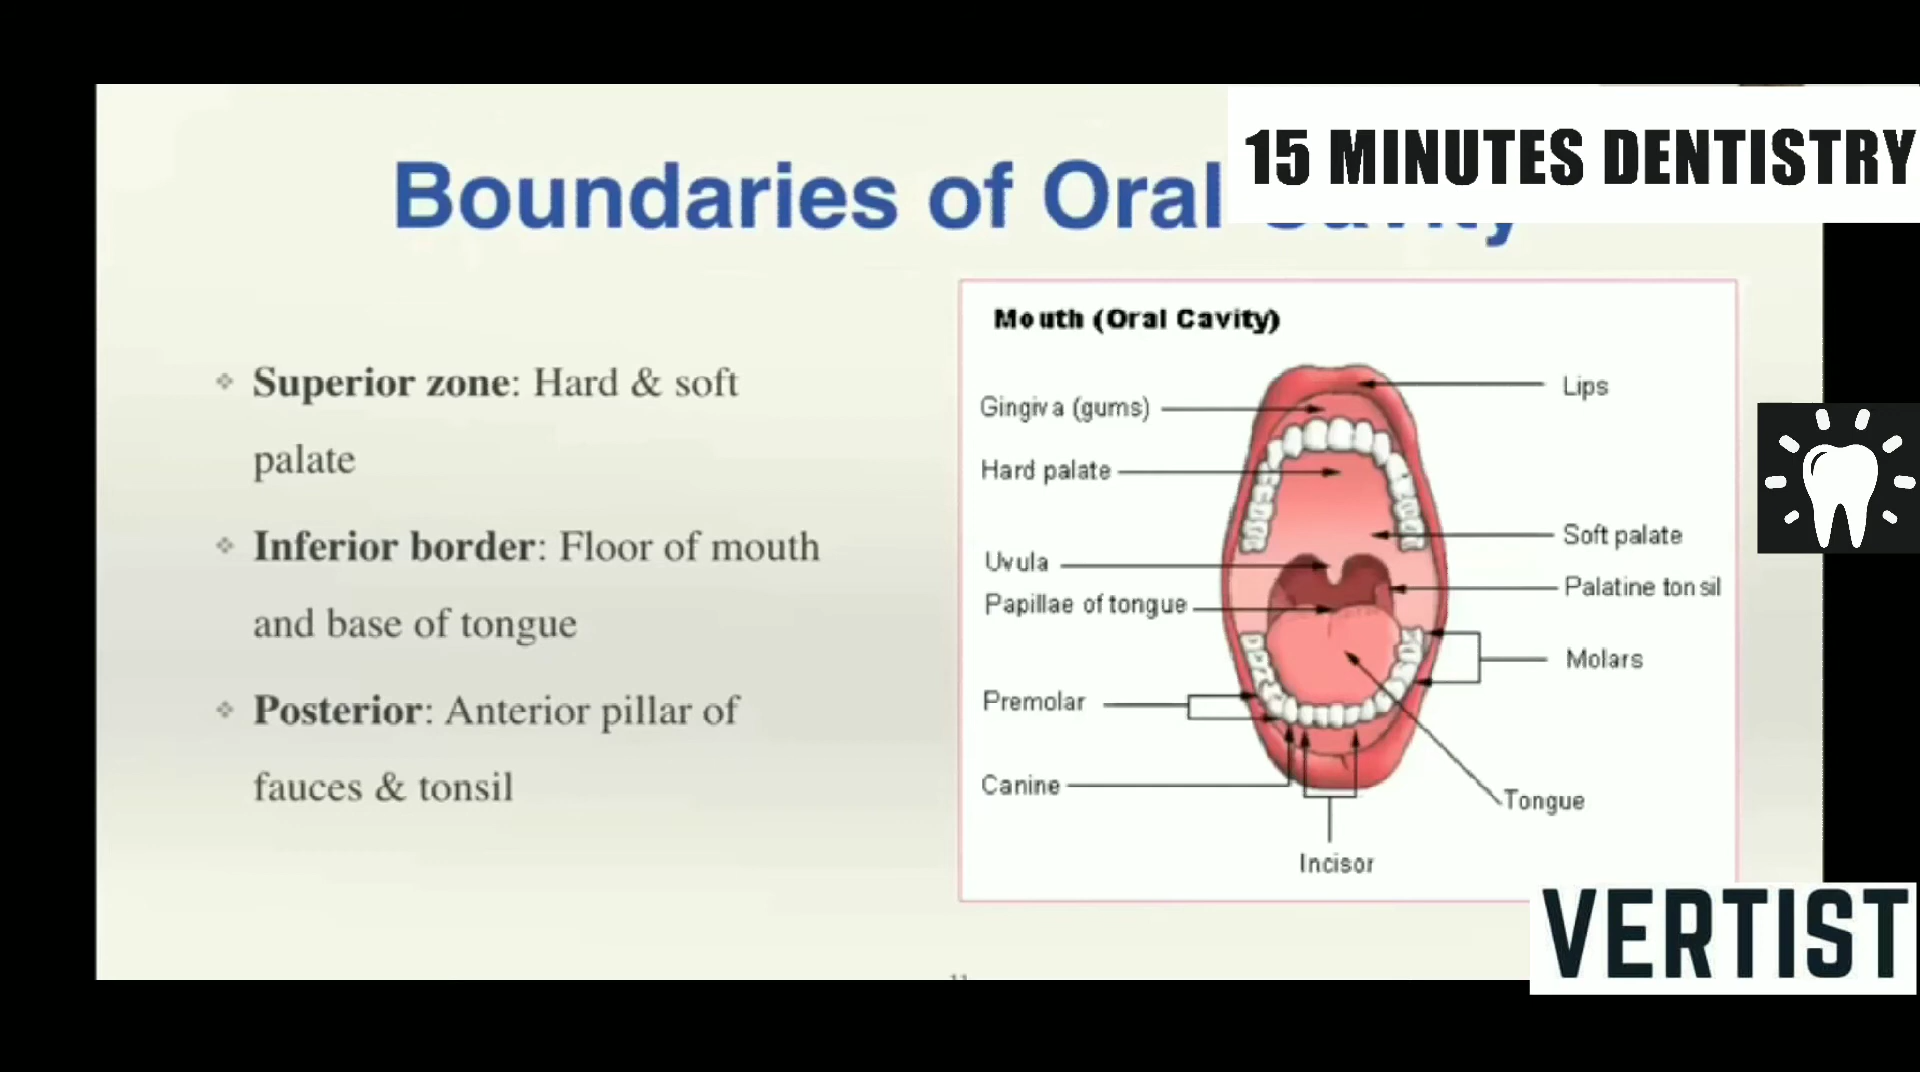 15 MINUTES DENTISTRY
Boundaries of Oral Cavity
Superior zone: Hard & soft
palate
Inferior border: Floor of mouth
and base of tongue
Posterior: Anterior pillar of
fauces & tonsil
Mouth (Oral Cavity)
Lips
Gingiva (gums)
Hard palate
Soft palate
Uvula
Palatine tonsil
Papillae of tongue
Molars
Premolar
Canine
Tongue
Incisor
VERTIST